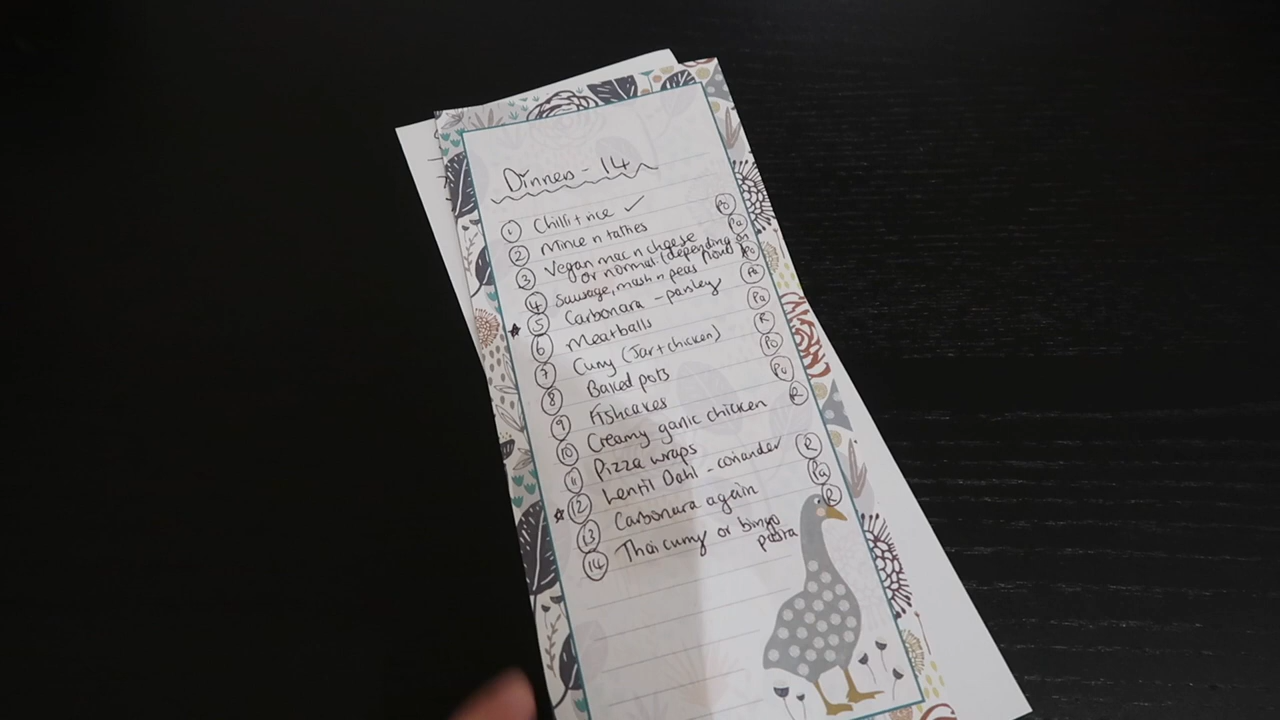 Dinners - 14
1 Chilli + rice ✓
2 Mince n tatties Po
3 Vegan mac n cheese Pa
or normal (depending on
4 Sausage, mash n peas Po
5 Carbonara - parsley
6 Meatballs Pa
7 Curry (Jar + chicken) R
8 Baked pots Po
9 Fishcakes
10 Creamy garlic chicken R
11 Pizza wraps
12 Lentil Dahl - coriander R
13 Carbonara again Pa
14 Thai curry or bingo R
pasta